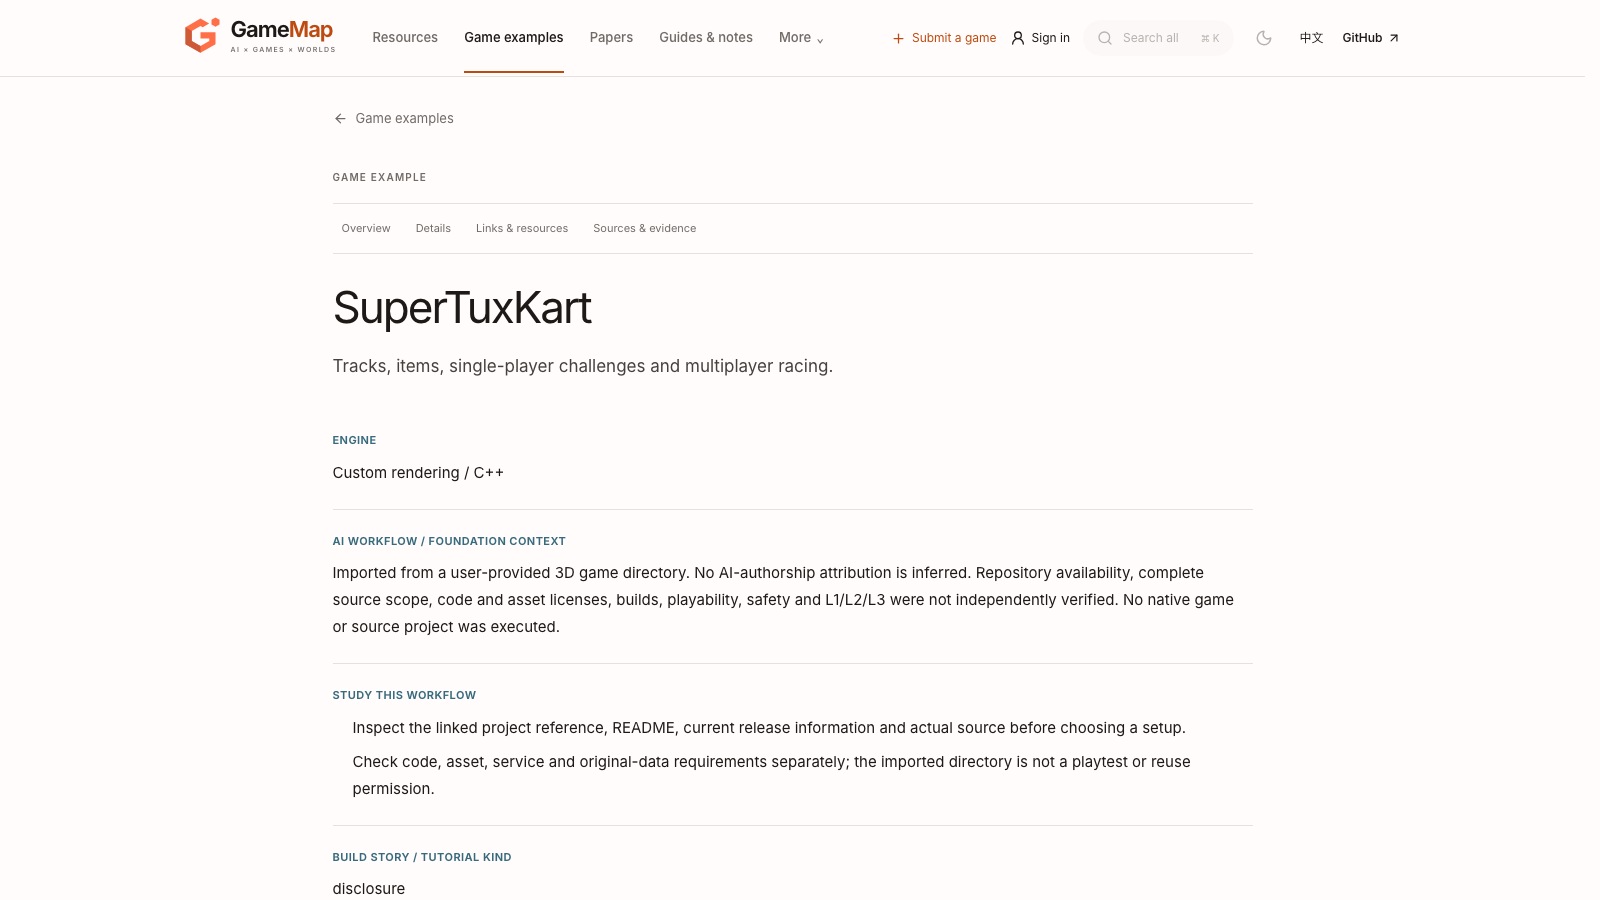 GameMap
AI × GAMES × WORLDS
Resources
Game examples
Papers
Guides & notes
More
Submit a game
Sign in
Search all
⌘ K
中文
GitHub
Game examples
GAME EXAMPLE
Overview
Details
Links & resources
Sources & evidence
SuperTuxKart
Tracks, items, single-player challenges and multiplayer racing.
ENGINE
Custom rendering / C++
AI WORKFLOW / FOUNDATION CONTEXT
Imported from a user-provided 3D game directory. No AI-authorship attribution is inferred. Repository availability, complete
source scope, code and asset licenses, builds, playability, safety and L1/L2/L3 were not independently verified. No native game
or source project was executed.
STUDY THIS WORKFLOW
Inspect the linked project reference, README, current release information and actual source before choosing a setup.
Check code, asset, service and original-data requirements separately; the imported directory is not a playtest or reuse
permission.
BUILD STORY / TUTORIAL KIND
disclosure